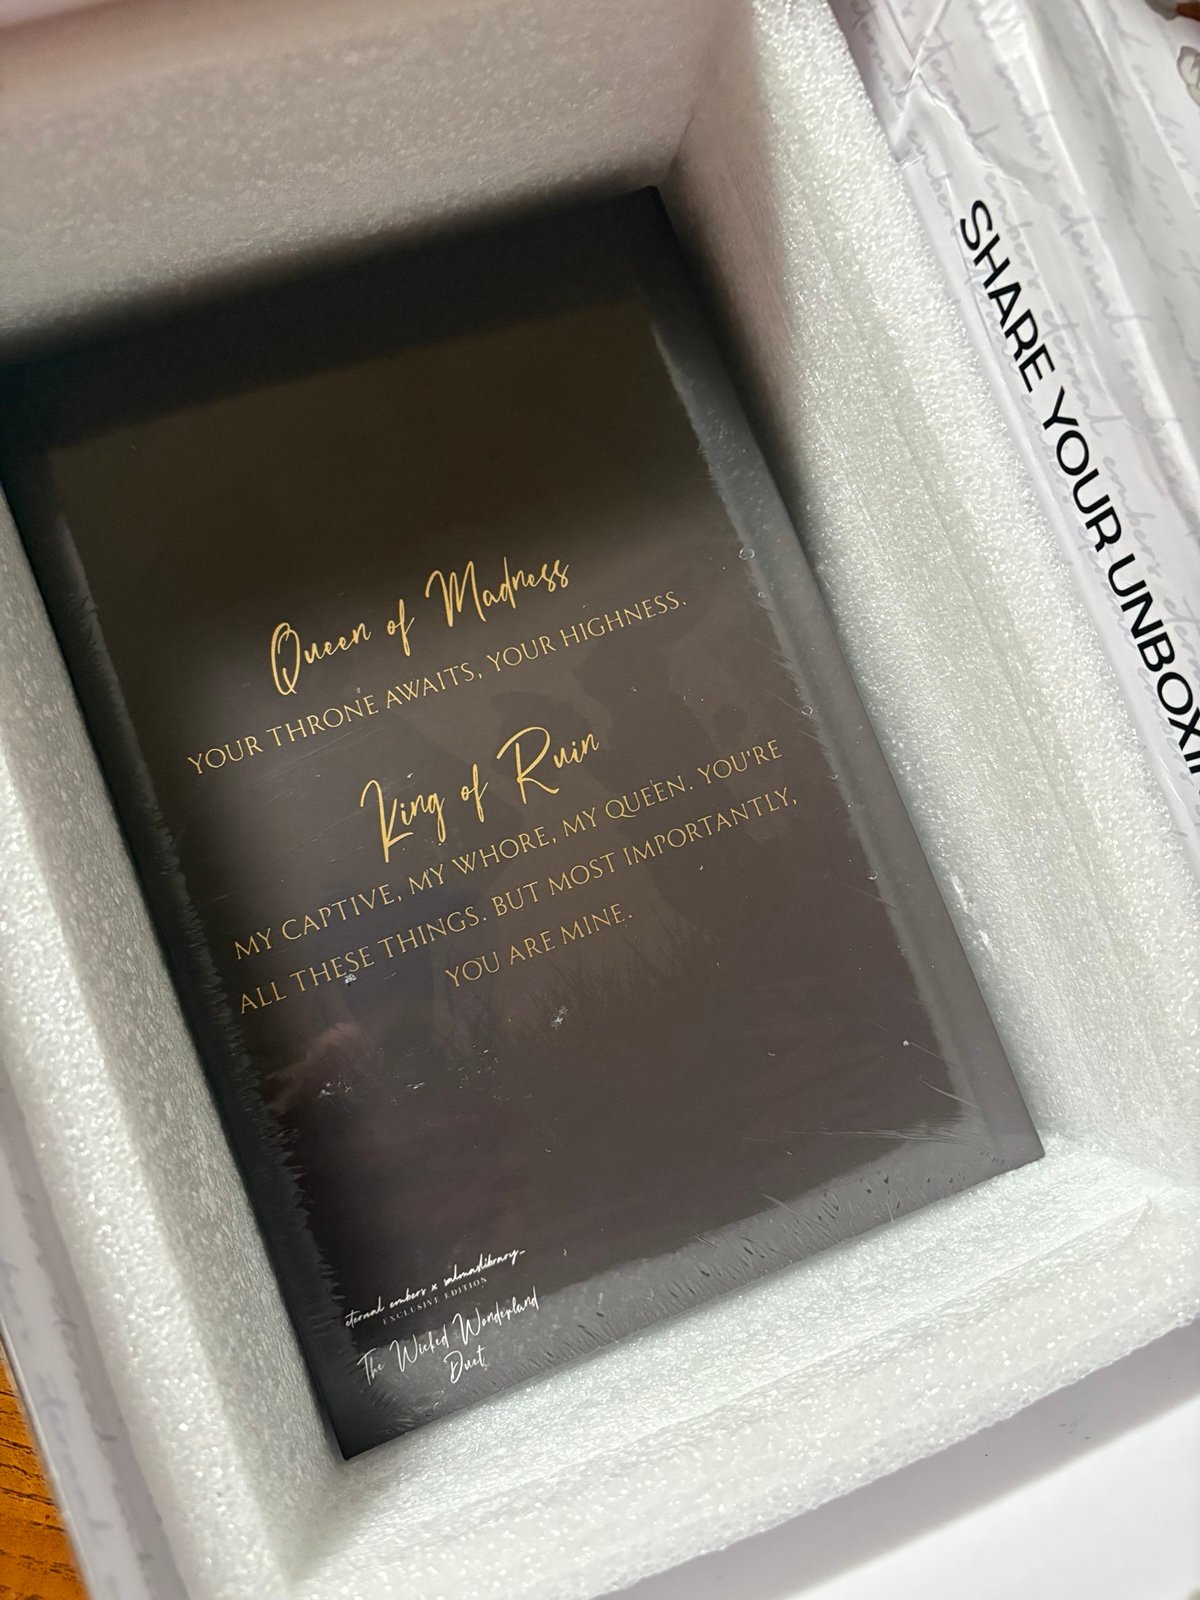 Queen of Madness
YOUR THRONE AWAITS, YOUR HIGHNESS.
King of Ruin
MY CAPTIVE, MY WHORE, MY QUEEN. YOU'RE
ALL THESE THINGS. BUT MOST IMPORTANTLY,
YOU ARE MINE.
eternal embers x salmaslibrary_
EXCLUSIVE EDITION
The Wicked Wonderland
Duet
SHARE YOUR UNBOXI